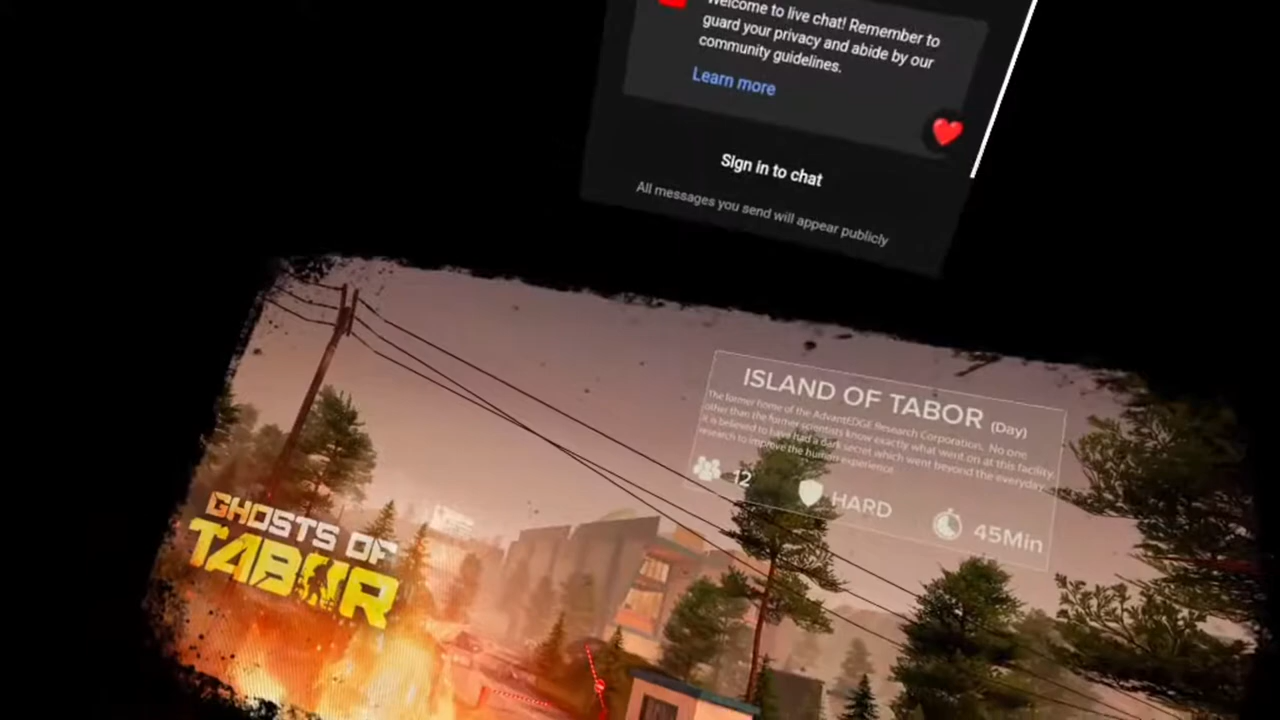 Welcome to live chat! Remember to
guard your privacy and abide by our
community guidelines.
Learn more
Sign in to chat
All messages you send will appear publicly
ISLAND OF TABOR (Day)
The former home of the AdvantEDGE Research Corporation. No one
other than the former scientists know exactly what went on at this facility.
It is believed to have had a dark secret which went beyond the everyday
research to improve the human experience.
12
HARD
45Min
GHOSTS OF
TABOR